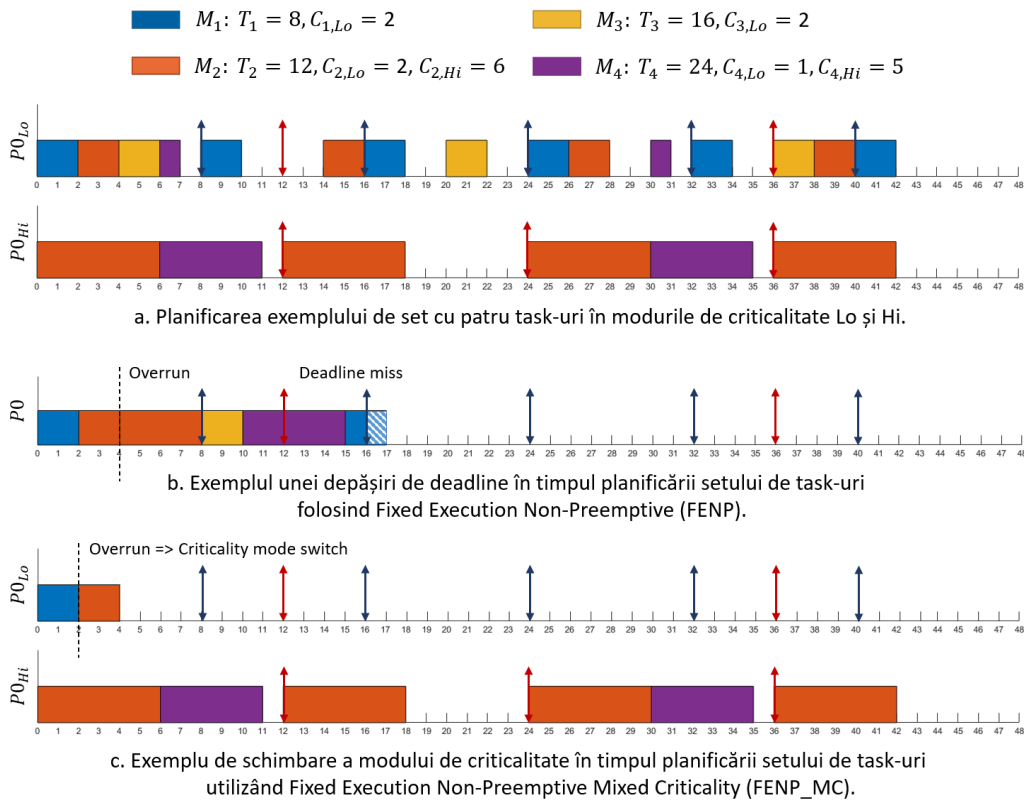 M₁: T₁ = 8, C₁,Lo = 2
M₃: T₃ = 16, C₃,Lo = 2
M₂: T₂ = 12, C₂,Lo = 2, C₂,Hi = 6
M₄: T₄ = 24, C₄,Lo = 1, C₄,Hi = 5
P0Lo
0 1 2 3 4 5 6 7 8 9 10 11 12 13 14 15 16 17 18 19 20 21 22 23 24 25 26 27 28 29 30 31 32 33 34 35 36 37 38 39 40 41 42 43 44 45 46 47 48
P0Hi
0 1 2 3 4 5 6 7 8 9 10 11 12 13 14 15 16 17 18 19 20 21 22 23 24 25 26 27 28 29 30 31 32 33 34 35 36 37 38 39 40 41 42 43 44 45 46 47 48
a. Planificarea exemplului de set cu patru task-uri în modurile de criticalitate Lo și Hi.
Overrun
Deadline miss
P0
0 1 2 3 4 5 6 7 8 9 10 11 12 13 14 15 16 17 18 19 20 21 22 23 24 25 26 27 28 29 30 31 32 33 34 35 36 37 38 39 40 41 42 43 44 45 46 47 48
b. Exemplul unei depășiri de deadline în timpul planificării setului de task-uri
folosind Fixed Execution Non-Preemptive (FENP).
Overrun => Criticality mode switch
P0Lo
0 1 2 3 4 5 6 7 8 9 10 11 12 13 14 15 16 17 18 19 20 21 22 23 24 25 26 27 28 29 30 31 32 33 34 35 36 37 38 39 40 41 42 43 44 45 46 47 48
P0Hi
0 1 2 3 4 5 6 7 8 9 10 11 12 13 14 15 16 17 18 19 20 21 22 23 24 25 26 27 28 29 30 31 32 33 34 35 36 37 38 39 40 41 42 43 44 45 46 47 48
c. Exemplu de schimbare a modului de criticalitate în timpul planificării setului de task-uri
utilizând Fixed Execution Non-Preemptive Mixed Criticality (FENP_MC).